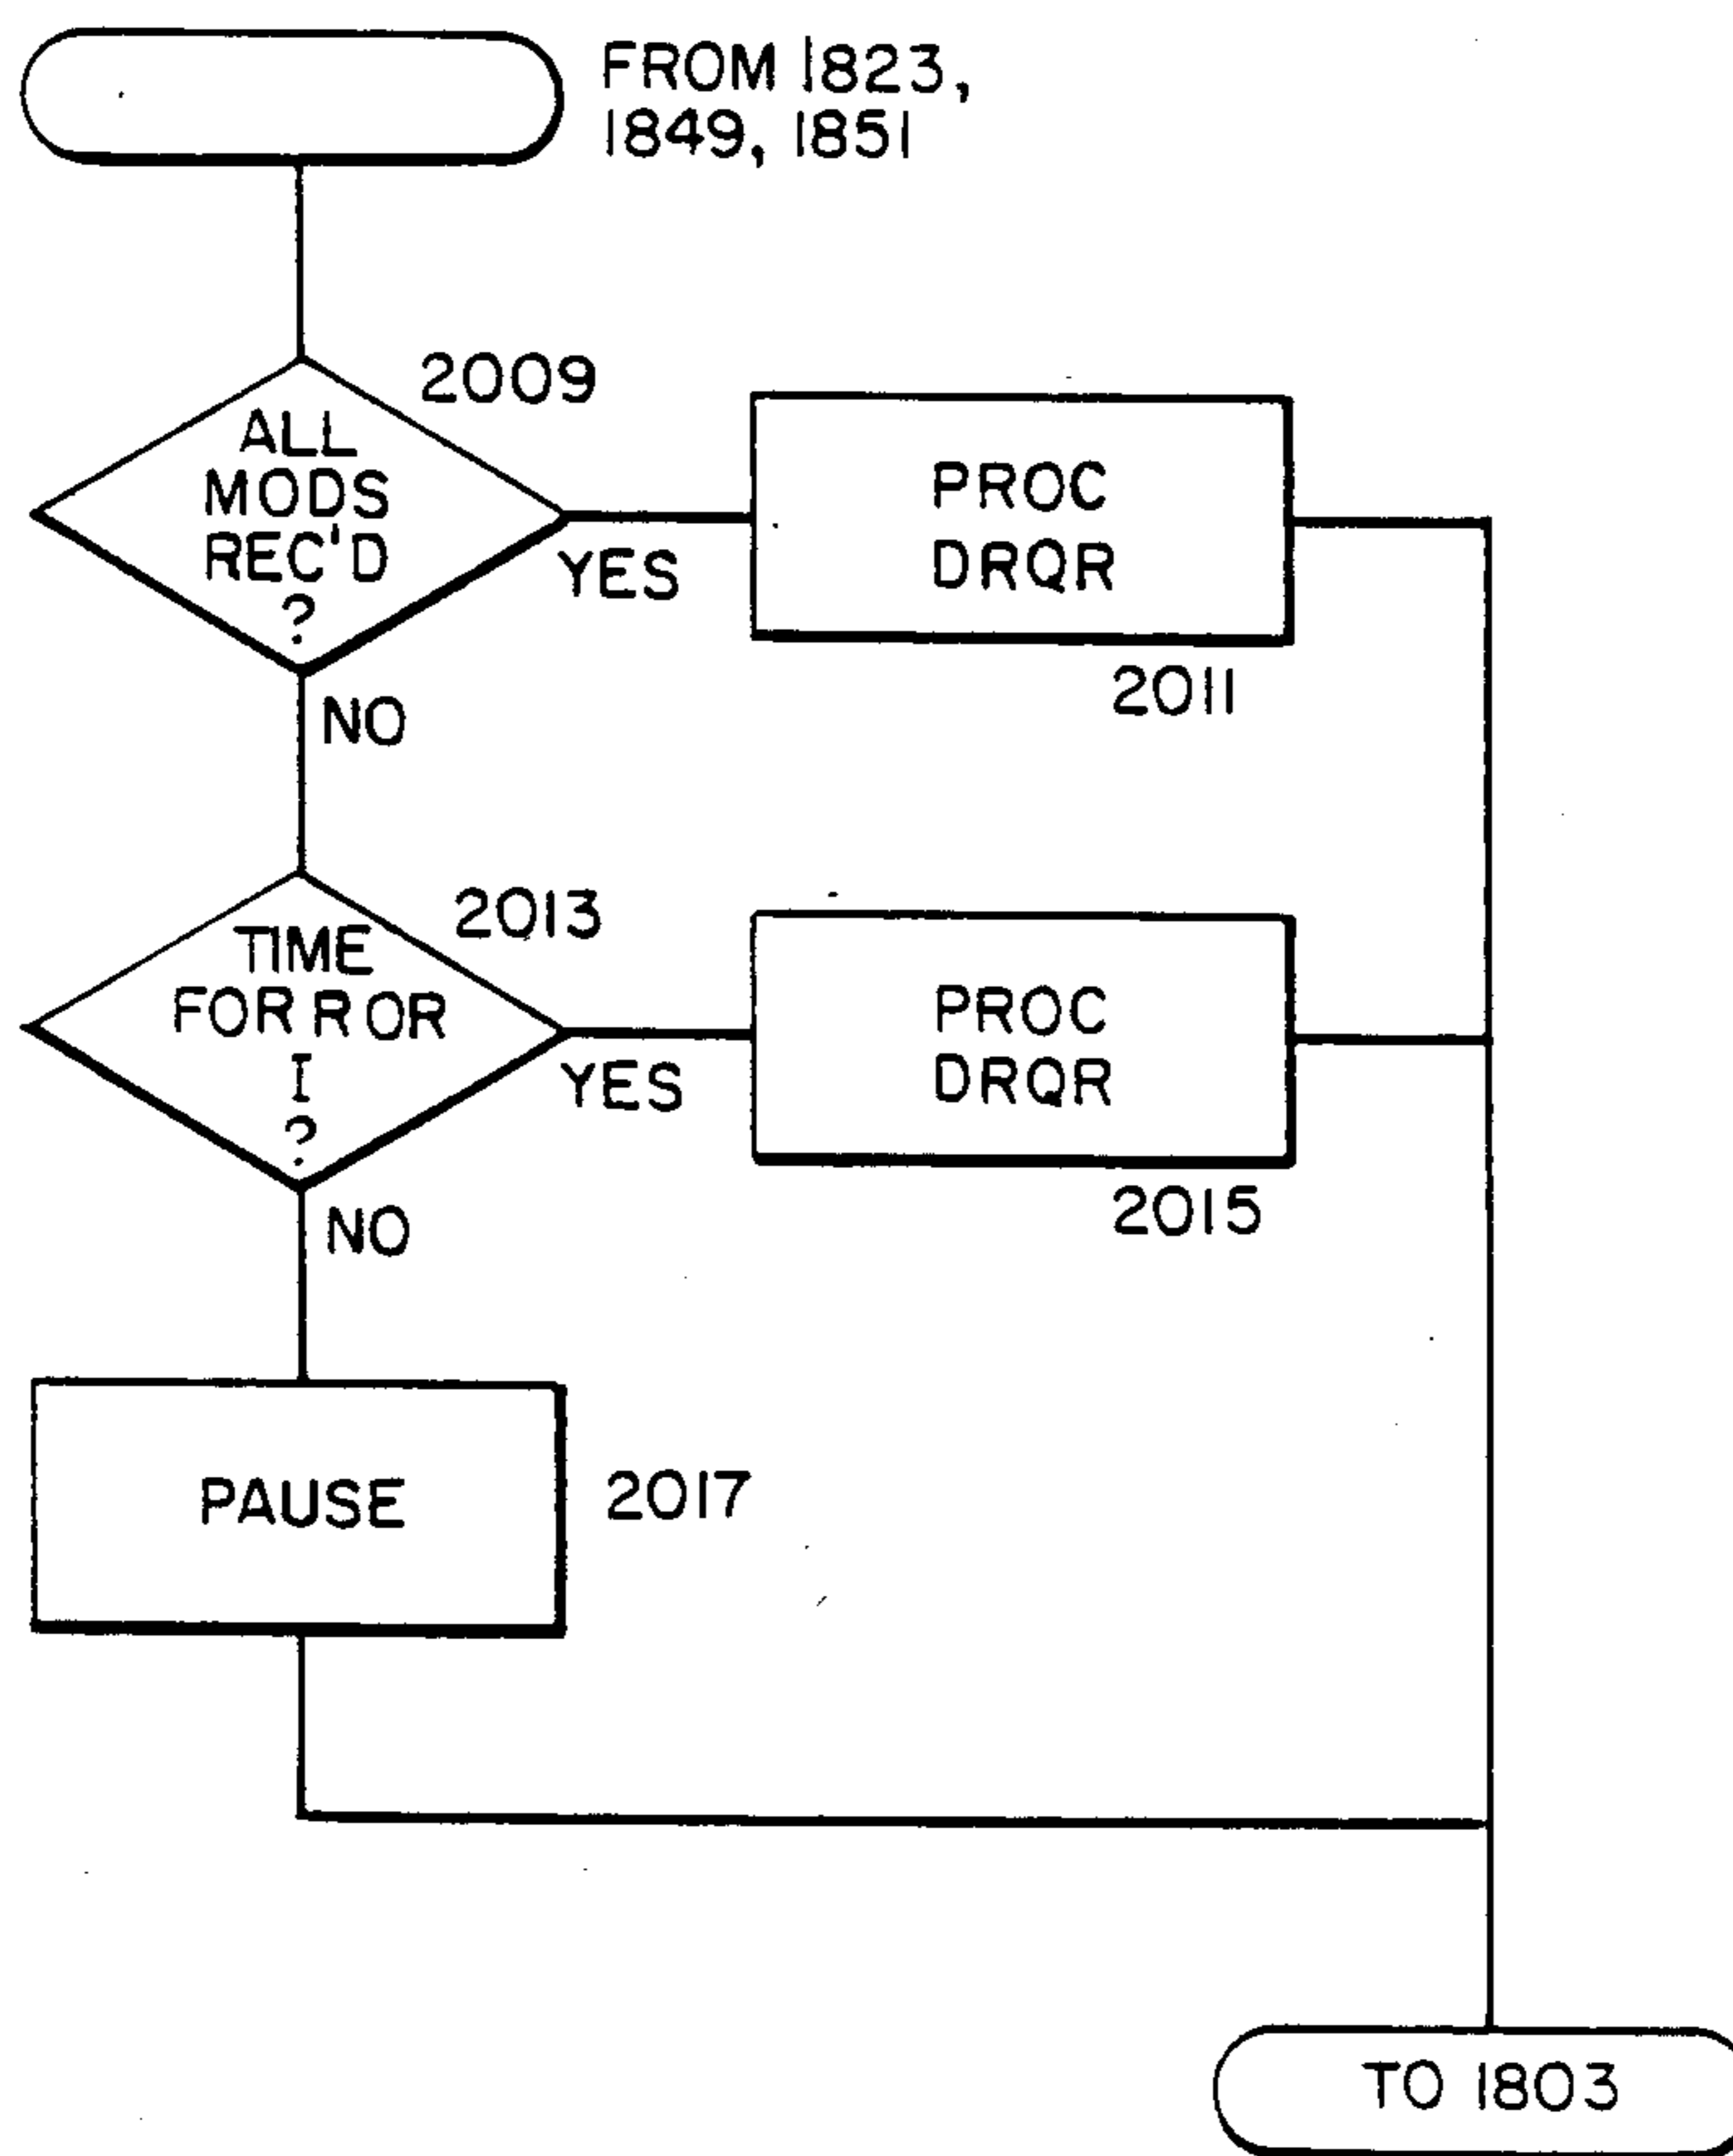 FROM 1823,
1849, 1851
2009
ALL
MODS
REC'D
?
YES
PROC
DRQR
2011
NO
2013
TIME
FOR R OR
I
?
YES
PROC
DRQR
2015
NO
PAUSE
2017
TO 1803